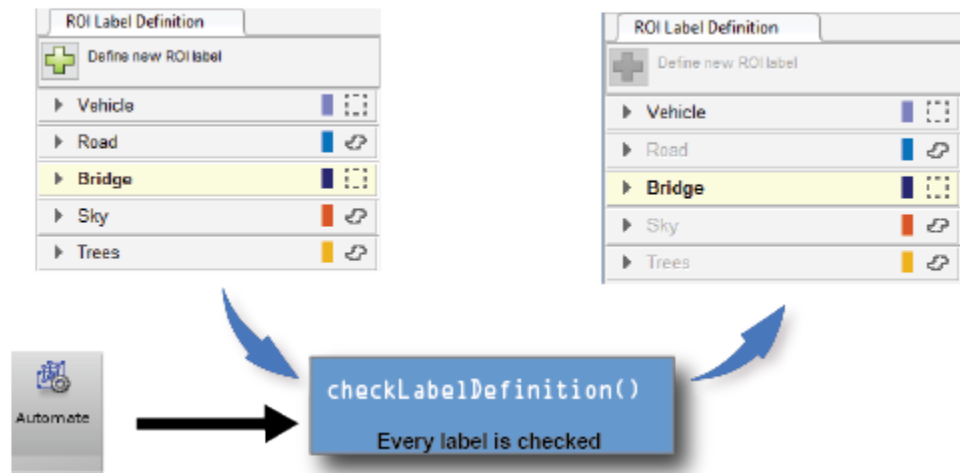 ROI Label Definition
Define new ROI label
Vehicle
Road
Bridge
Sky
Trees
ROI Label Definition
Define new ROI label
Vehicle
Road
Bridge
Sky
Trees
Automate
checkLabelDefinition()
Every label is checked